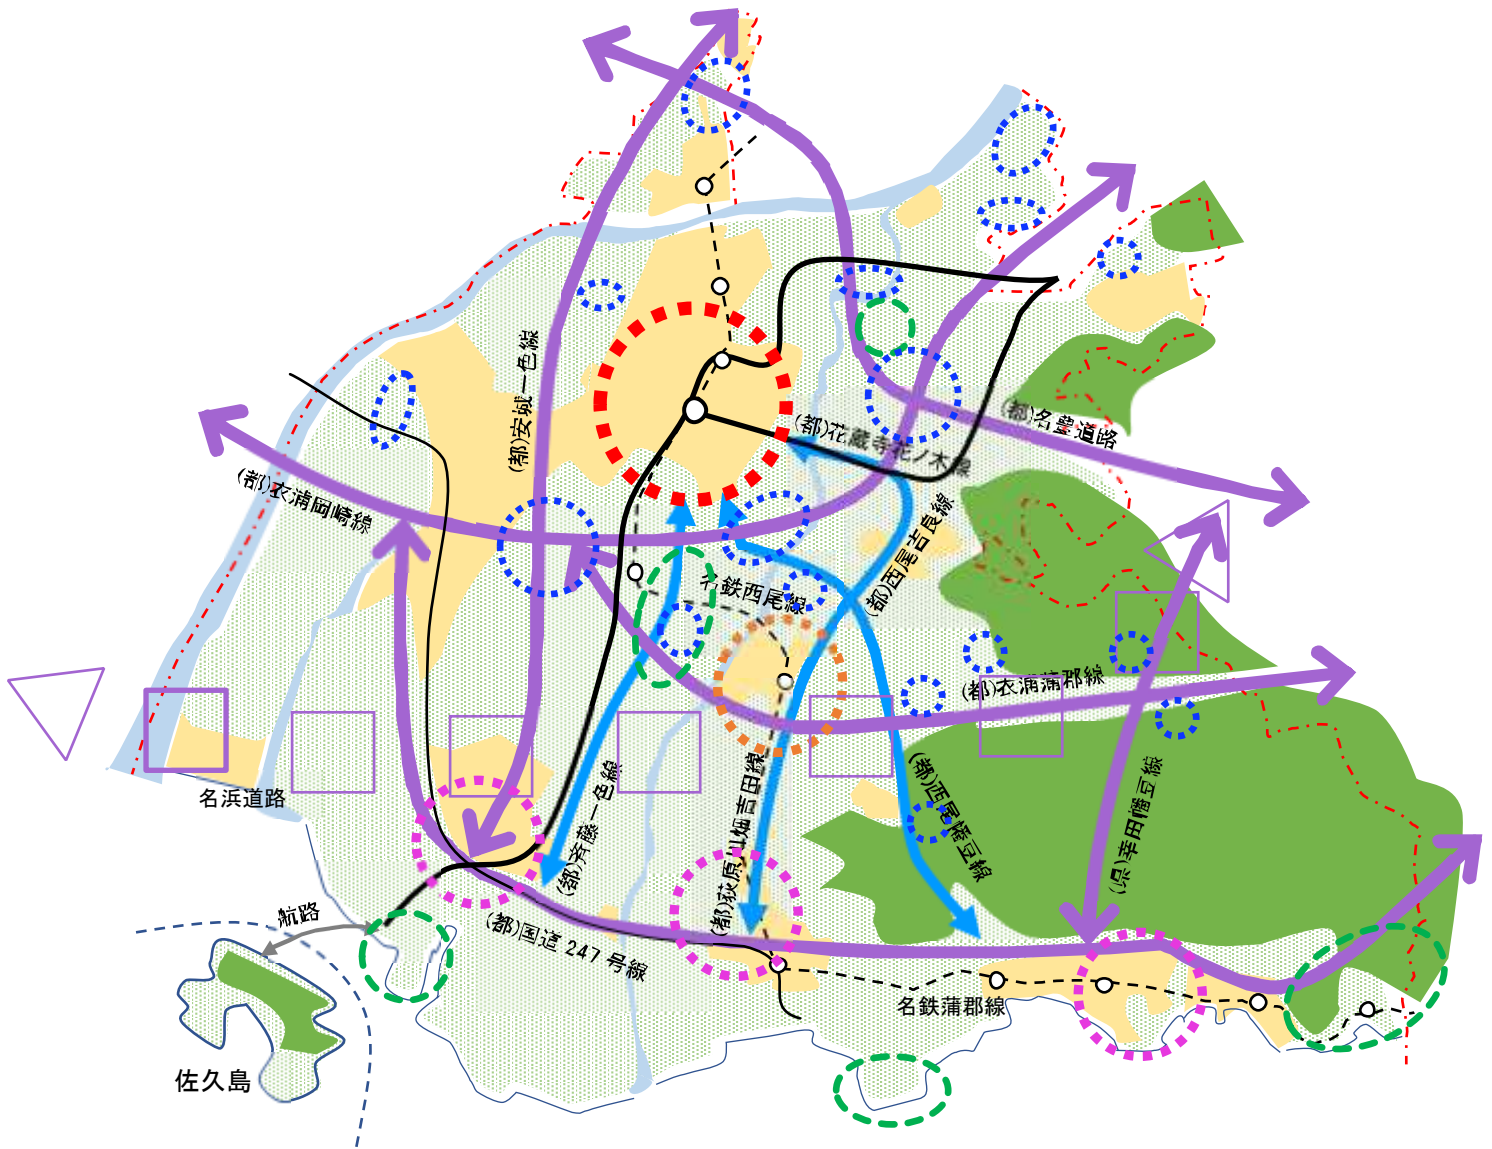 (都)安城一色線
(都)名豊道路
(都)花蔵寺花ノ木線
(都)衣浦岡崎線
(都)西尾吉良線
名鉄西尾線
(都)衣浦蒲郡線
名浜道路
(都)斉藤一色線
(都)荻原川畑吉田線
(都)西尾幡豆線
(県)幸田幡豆線
航路
(都)国道247号線
名鉄蒲郡線
佐久島